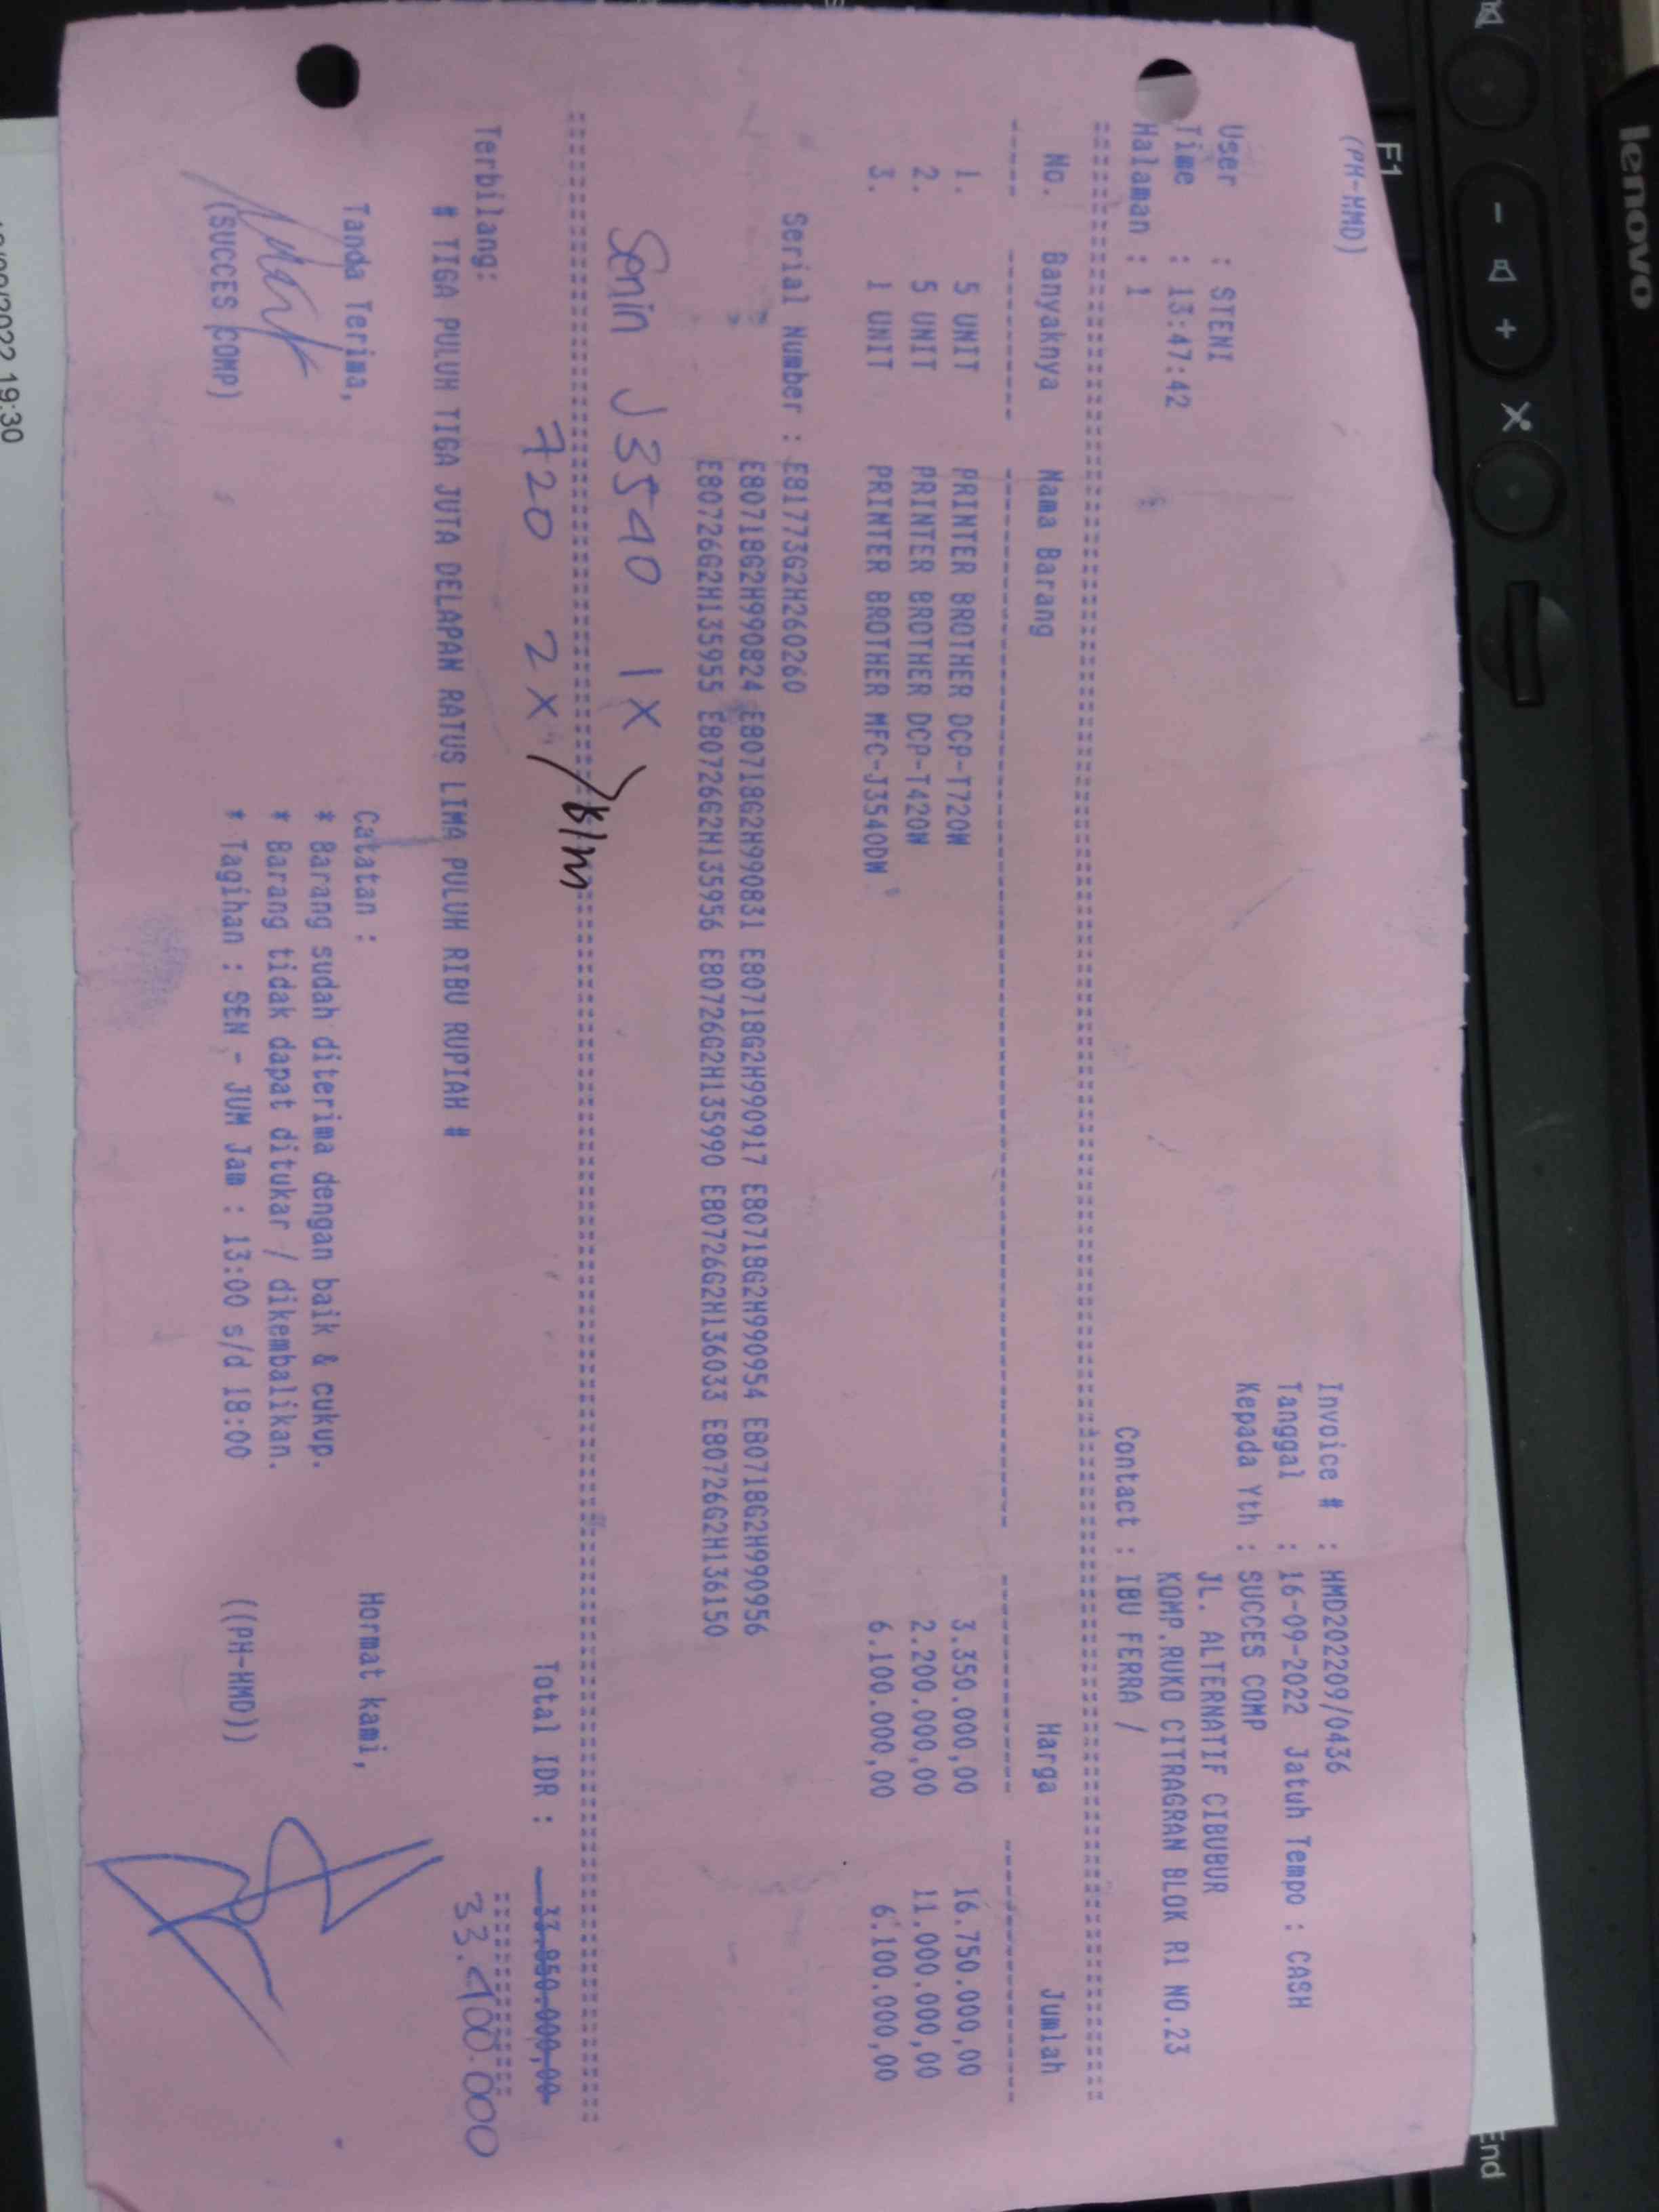 lenovo
F1
End
(PH-HMD)
Invoice # : HMD202209/0436
Tanggal : 16-09-2022 Jatuh Tempo : CASH
Kepada Yth : SUCCES COMP
JL. ALTERNATIF CIBUBUR
KOMP.RUKO CITRAGRAN BLOK R1 NO.23
Contact : IBU FERRA /
User : STENI
Time : 13:47:42
Halaman : 1
No. Banyaknya Nama Barang Harga Jumlah
1. 5 UNIT PRINTER BROTHER DCP-T720W 3.350.000,00 16.750.000,00
2. 5 UNIT PRINTER BROTHER DCP-T420W 2.200.000,00 11.000.000,00
3. 1 UNIT PRINTER BROTHER MFC-J3540DW 6.100.000,00 6.100.000,00
Serial Number : E81773G2H260260
E80718G2H990824 E80718G2H990831 E80718G2H990917 E80718G2H990954 E80718G2H990956
E80726G2H135955 E80726G2H135956 E80726G2H135990 E80726G2H136033 E80726G2H136150
Senin J3540 1X
720 2X
blm
Total IDR : 33.850.000,00
33.400.000
Terbilang:
# TIGA PULUH TIGA JUTA DELAPAN RATUS LIMA PULUH RIBU RUPIAH #
Tanda Terima, Catatan : Hormat kami,
* Barang sudah diterima dengan baik & cukup.
* Barang tidak dapat ditukar / dikembalikan.
(SUCCES COMP) * Tagihan : SEN - JUM Jam : 13:00 s/d 18:00 ((PH-HMD))
2022 19:30